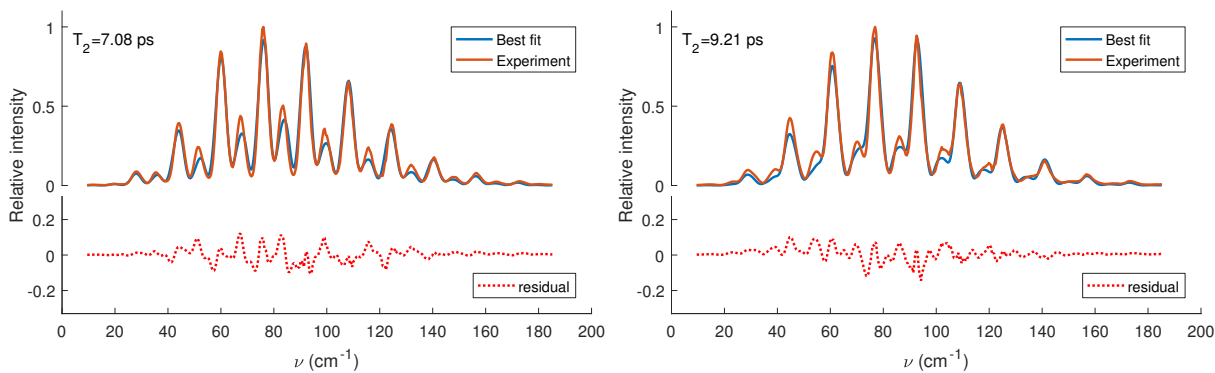 T2=7.08 ps
Best fit
Experiment
Relative intensity
1
0.5
0
0.2
0
-0.2
residual
0 20 40 60 80 100 120 140 160 180 200
ν (cm-1)
T2=9.21 ps
Best fit
Experiment
Relative intensity
1
0.5
0
0.2
0
-0.2
residual
0 20 40 60 80 100 120 140 160 180 200
ν (cm-1)